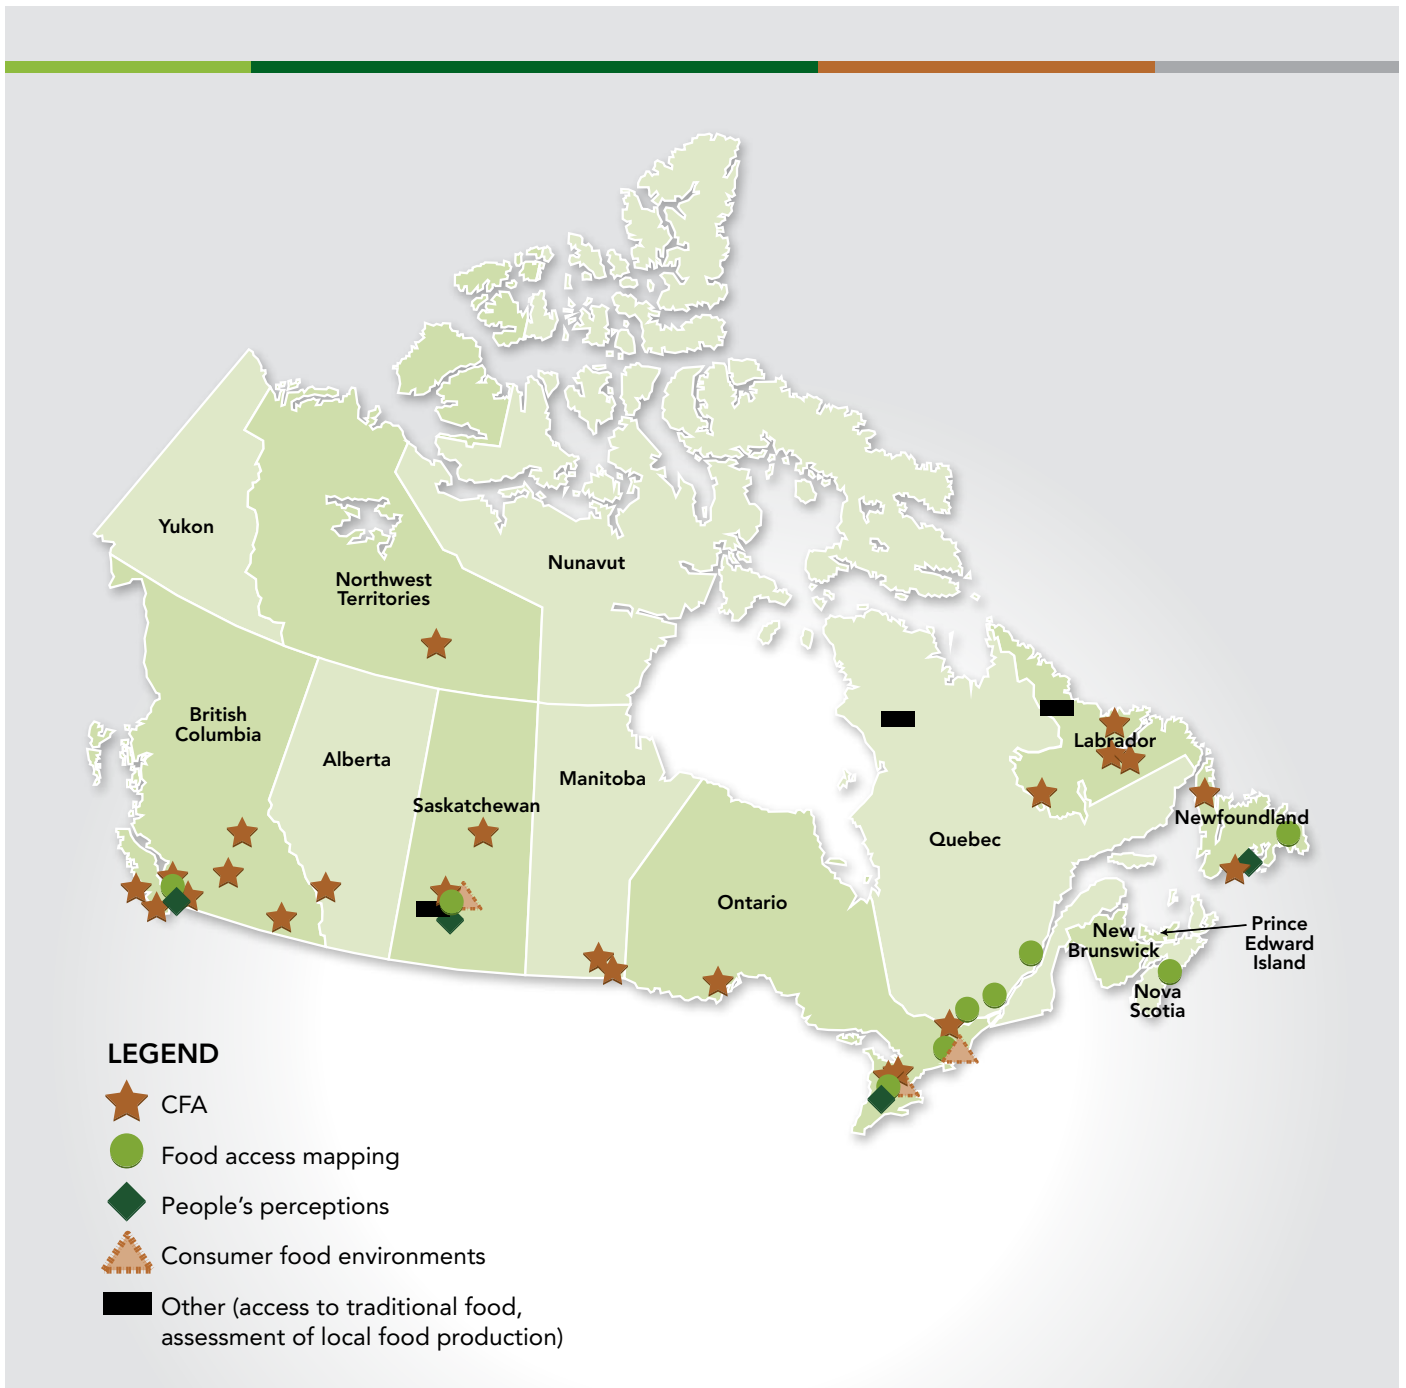 Yukon
Northwest
Territories
Nunavut
British
Columbia
Alberta
Saskatchewan
Manitoba
Ontario
Quebec
Labrador
Newfoundland
New
Brunswick
Prince
Edward
Island
Nova
Scotia
LEGEND
CFA
Food access mapping
People’s perceptions
Consumer food environments
Other (access to traditional food,
assessment of local food production)